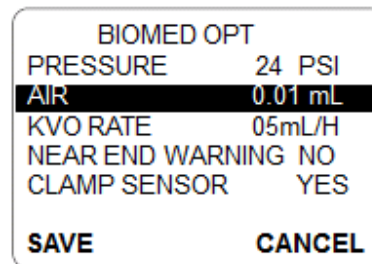 BIOMED OPT
PRESSURE 24 PSI
AIR 0.01 mL
KVO RATE 05mL/H
NEAR END WARNING NO
CLAMP SENSOR YES
SAVE CANCEL